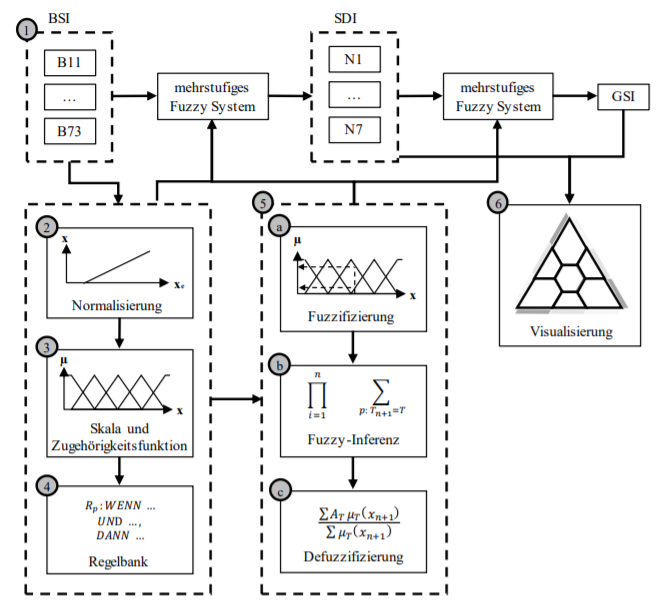 BSI
SDI
1
B11
...
B73
mehrstufiges
Fuzzy System
N1
...
N7
mehrstufiges
Fuzzy System
GSI
2
x
xₑ
Normalisierung
3
μ
x
Skala und
Zugehörigkeitsfunktion
4
Rₚ: WENN ...
UND ...,
DANN ...
Regelbank
5
a
μ
x
Fuzzifizierung
b
n
∏ ∑
i=1 p: Tₙ₊₁=T
Fuzzy-Inferenz
c
∑ A_T μ_T(xₙ₊₁)
∑ μ_T(xₙ₊₁)
Defuzzifizierung
6
Visualisierung